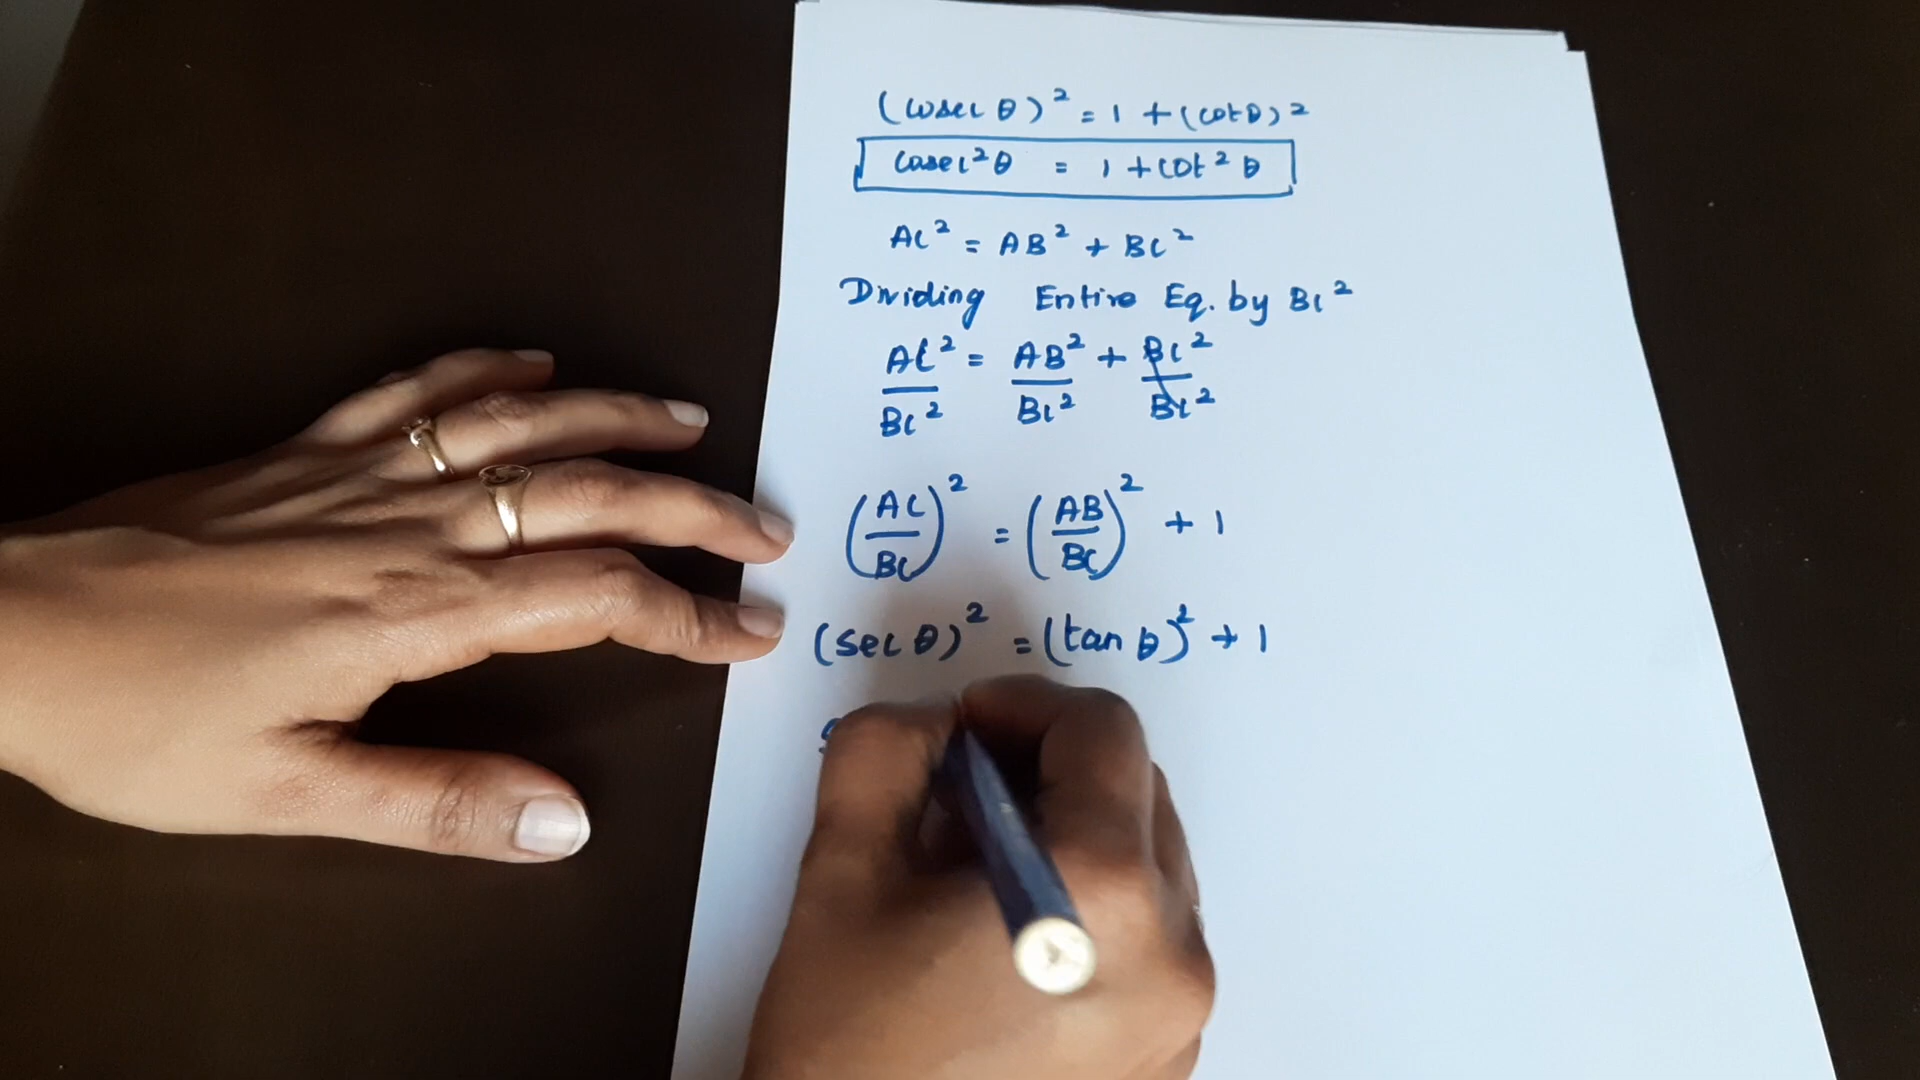 (cosec θ)² = 1 + (cot θ)²
cosec²θ = 1 + cot²θ
AC² = AB² + BC²
Dividing Entire Eq. by BC²
AC²/BC² = AB²/BC² + BC²/BC²
(AC/BC)² = (AB/BC)² + 1
(sec θ)² = (tan θ)² + 1